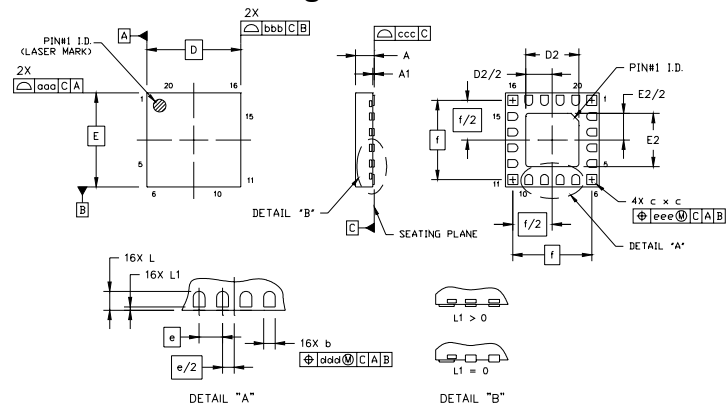 2X
⌓ bbb C B
A
PIN#1 I.D.
(LASER MARK)
D
2X
⌓ aaa C A
20
16
1
15
E
5
11
6
10
B
⌓ ccc C
A
A1
DETAIL "B"
C
SEATING PLANE
D2
D2/2
PIN#1 I.D.
16
20
1
E2/2
15
f/2
f
E2
5
11
10
6
4X c x c
⌖ eee Ⓜ C A B
f/2
DETAIL "A"
f
16X L
16X L1
e
16X b
⌖ ddd Ⓜ C A B
e/2
DETAIL "A"
L1 > 0
L1 = 0
DETAIL "B"